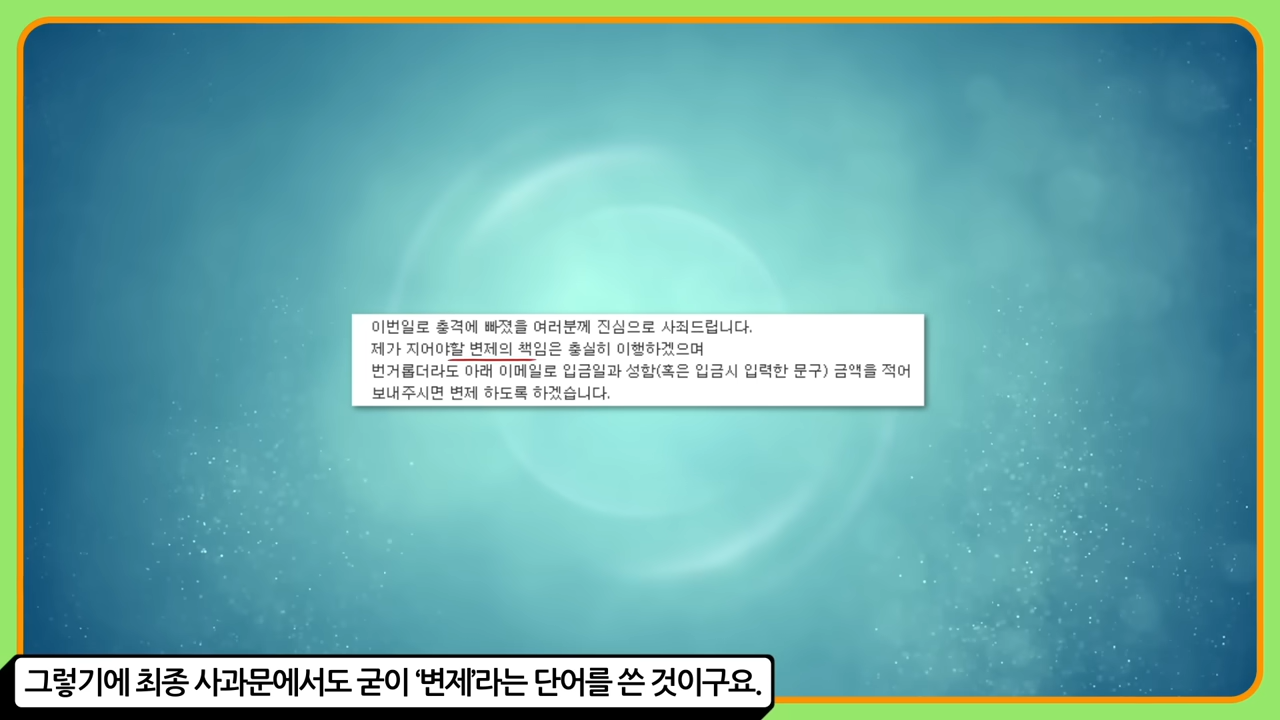 이번일로 충격에 빠졌을 여러분께 진심으로 사죄드립니다.
제가 지어야할 변제의 책임은 충실히 이행하겠으며
번거롭더라도 아래 이메일로 입금일과 성함(혹은 입금시 입력한 문구) 금액을 적어
보내주시면 변제 하도록 하겠습니다.
그렇기에 최종 사과문에서도 굳이 ‘변제’라는 단어를 쓴 것이구요.